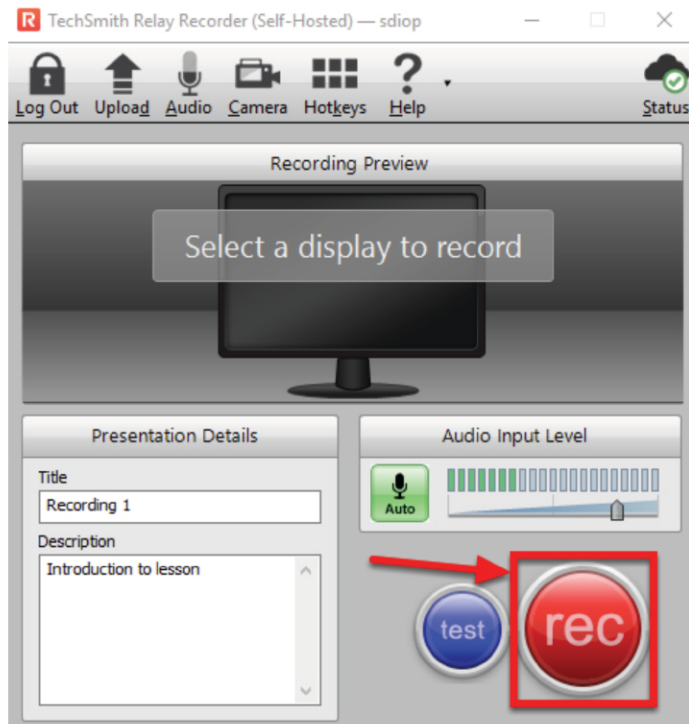 R TechSmith Relay Recorder (Self-Hosted) — sdiop
Log Out Upload Audio Camera Hotkeys Help Status
Recording Preview
Select a display to record
Presentation Details
Title
Recording 1
Description
Introduction to lesson
Audio Input Level
Auto
test rec